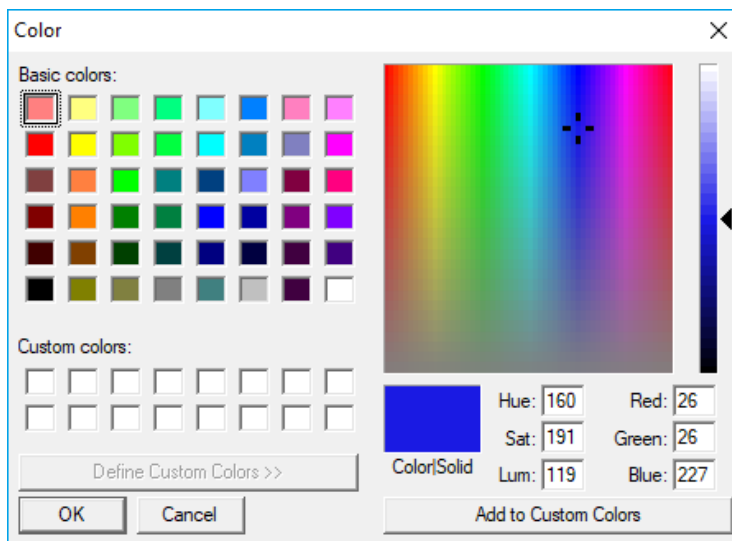 Color
Basic colors:
Custom colors:
Define Custom Colors >>
OK Cancel
Color|Solid
Hue: 160 Red: 26
Sat: 191 Green: 26
Lum: 119 Blue: 227
Add to Custom Colors